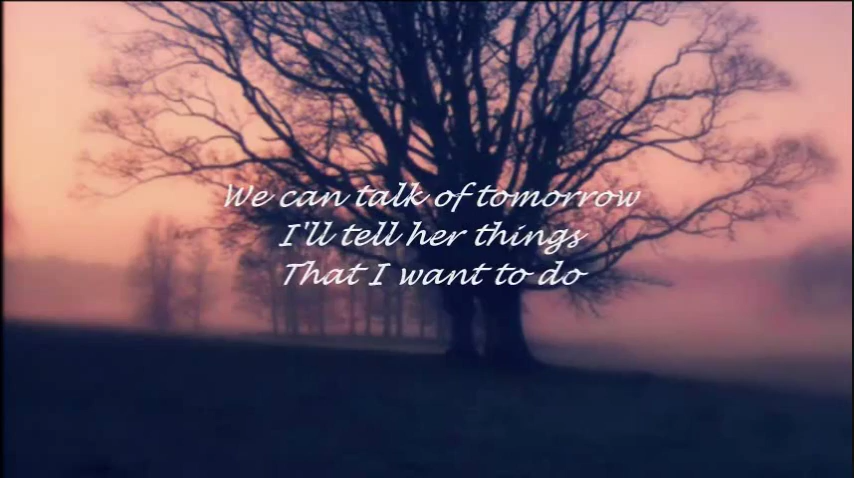 We can talk of tomorrow
I'll tell her things
That I want to do